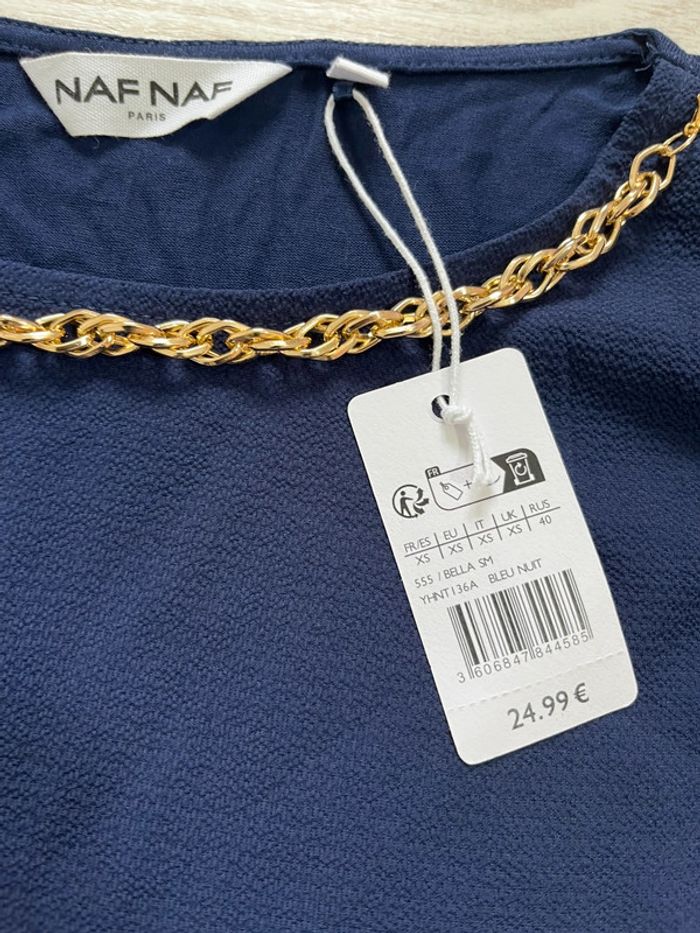 NAF NAF
PARIS
FR
+
FR/ES | EU | IT | UK | RUS
XS | XS | XS | XS | 40
555 / BELLA SM
YHNT136A BLEU NUIT
3 606847 844585
24.99 €